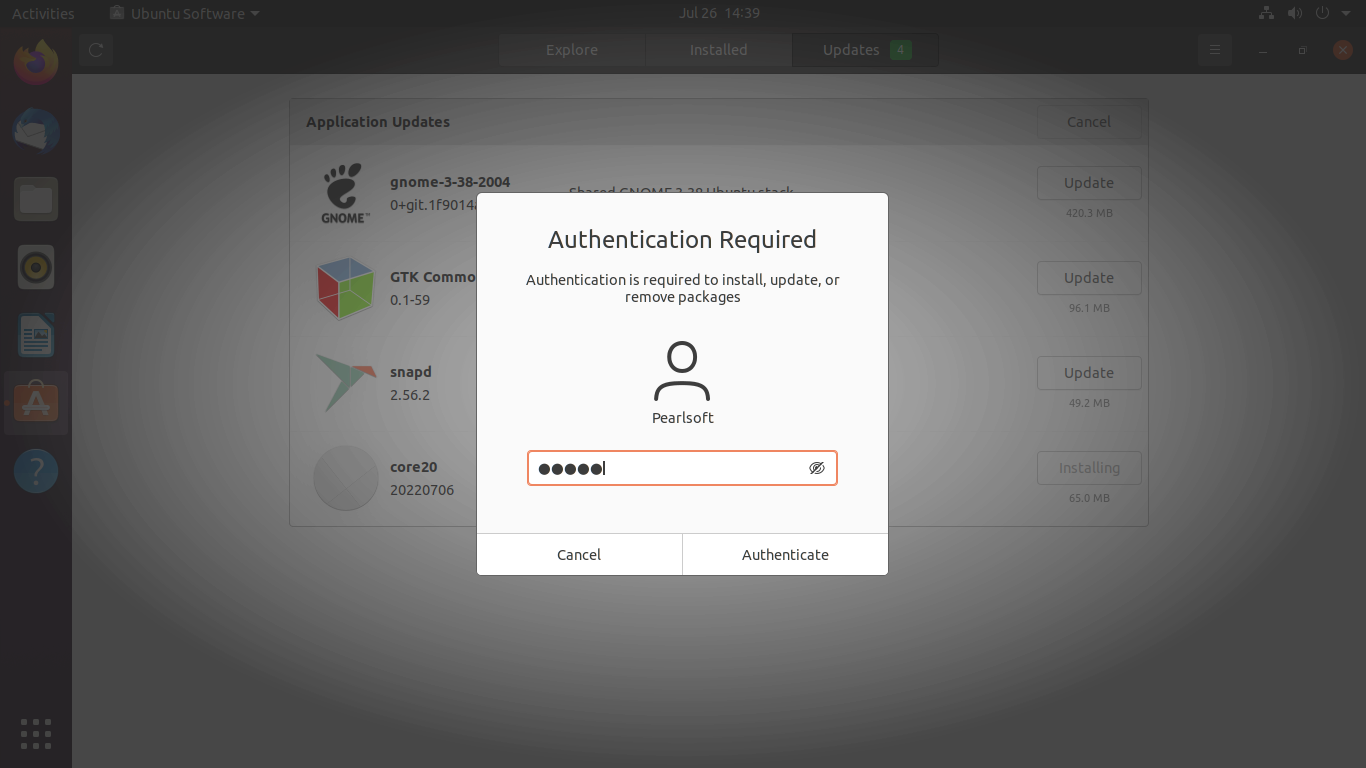 Activities
Ubuntu Software
Jul 26 14:39
Explore
Installed
Updates 4
Application Updates
Cancel
GNOME™
gnome-3-38-2004
0+git.1f9014a
Shared GNOME 3.38 Ubuntu stack
Update
420.3 MB
GTK Commo
0.1-59
Update
96.1 MB
snapd
2.56.2
Update
49.2 MB
core20
20220706
Installing
65.0 MB
Authentication Required
Authentication is required to install, update, or
remove packages
Pearlsoft
●●●●●
Cancel
Authenticate
?